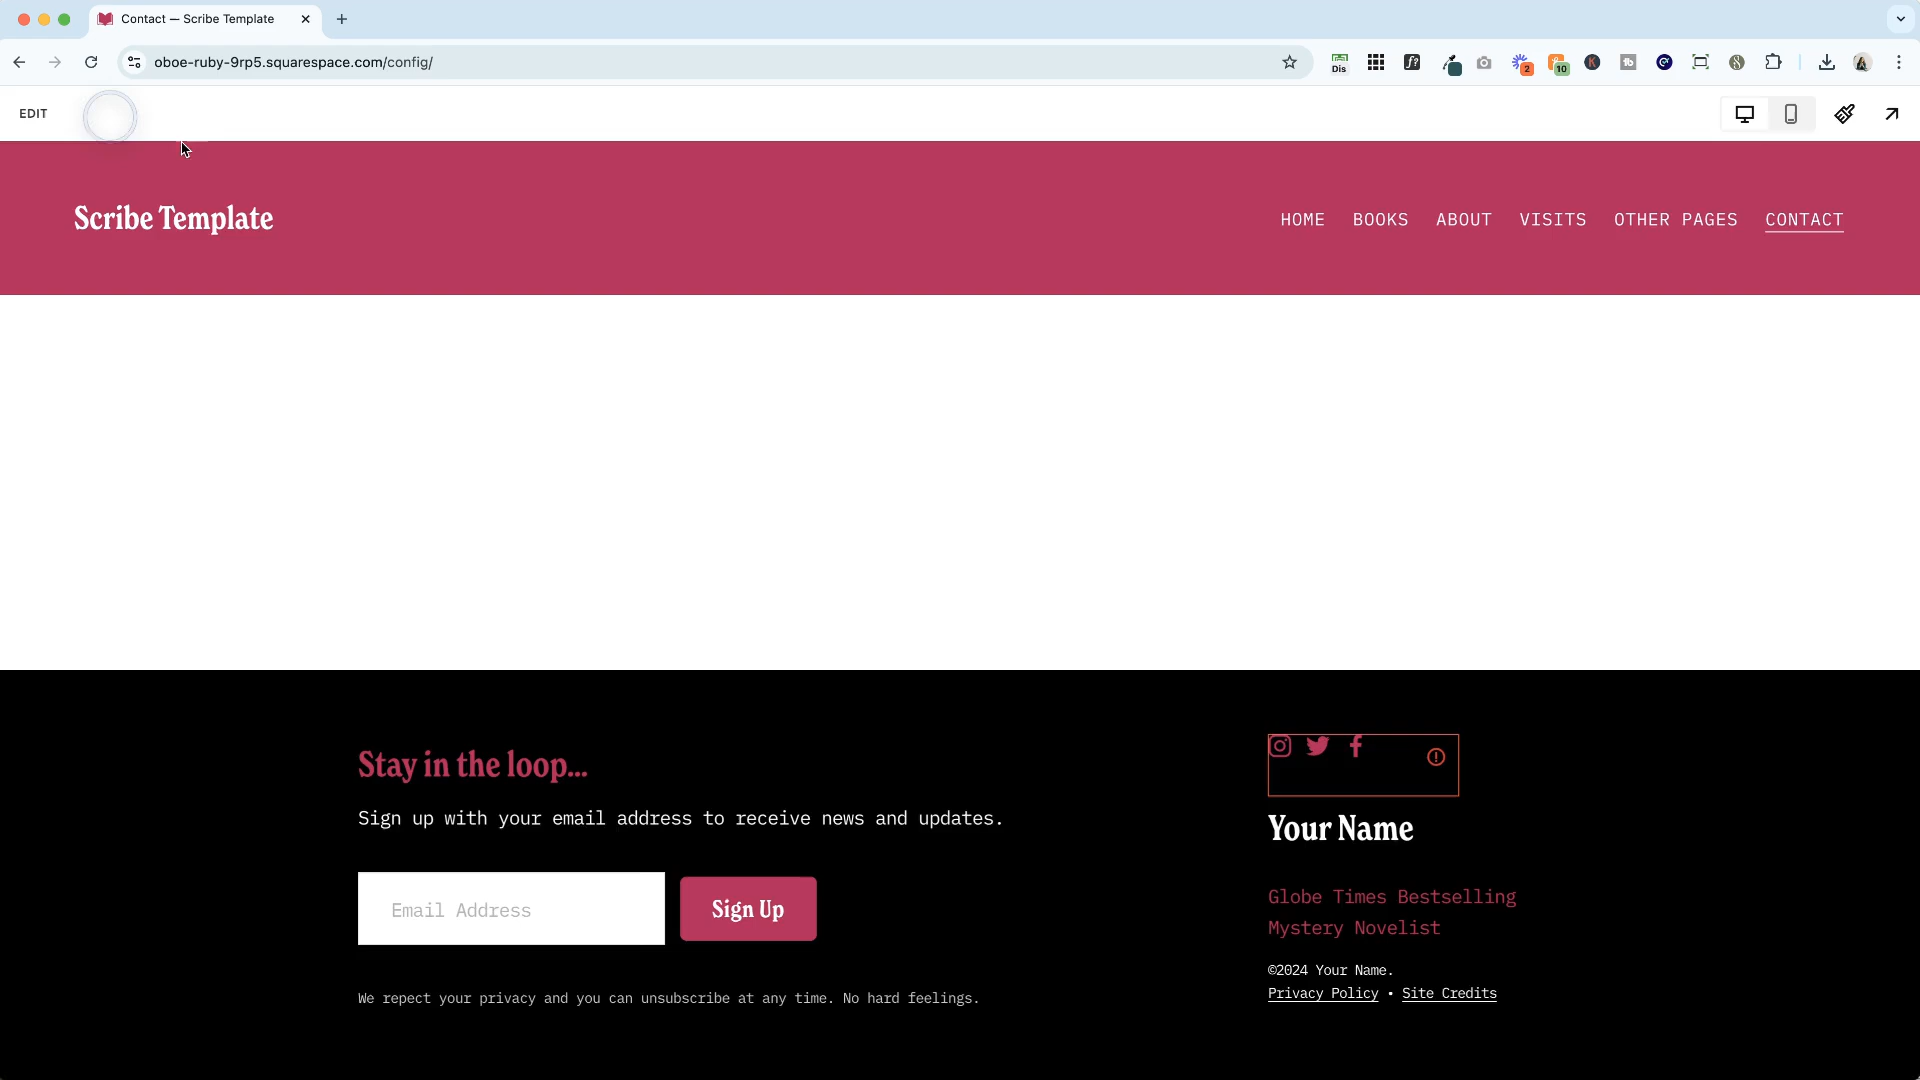 Contact — Scribe Template
oboe-ruby-9rp5.squarespace.com/config/
Dis
f?
2
10
K
EDIT
Scribe Template
HOME BOOKS ABOUT VISITS OTHER PAGES CONTACT
Stay in the loop...
Sign up with your email address to receive news and updates.
Email Address
Sign Up
We repect your privacy and you can unsubscribe at any time. No hard feelings.
Your Name
Globe Times Bestselling
Mystery Novelist
©2024 Your Name.
Privacy Policy • Site Credits